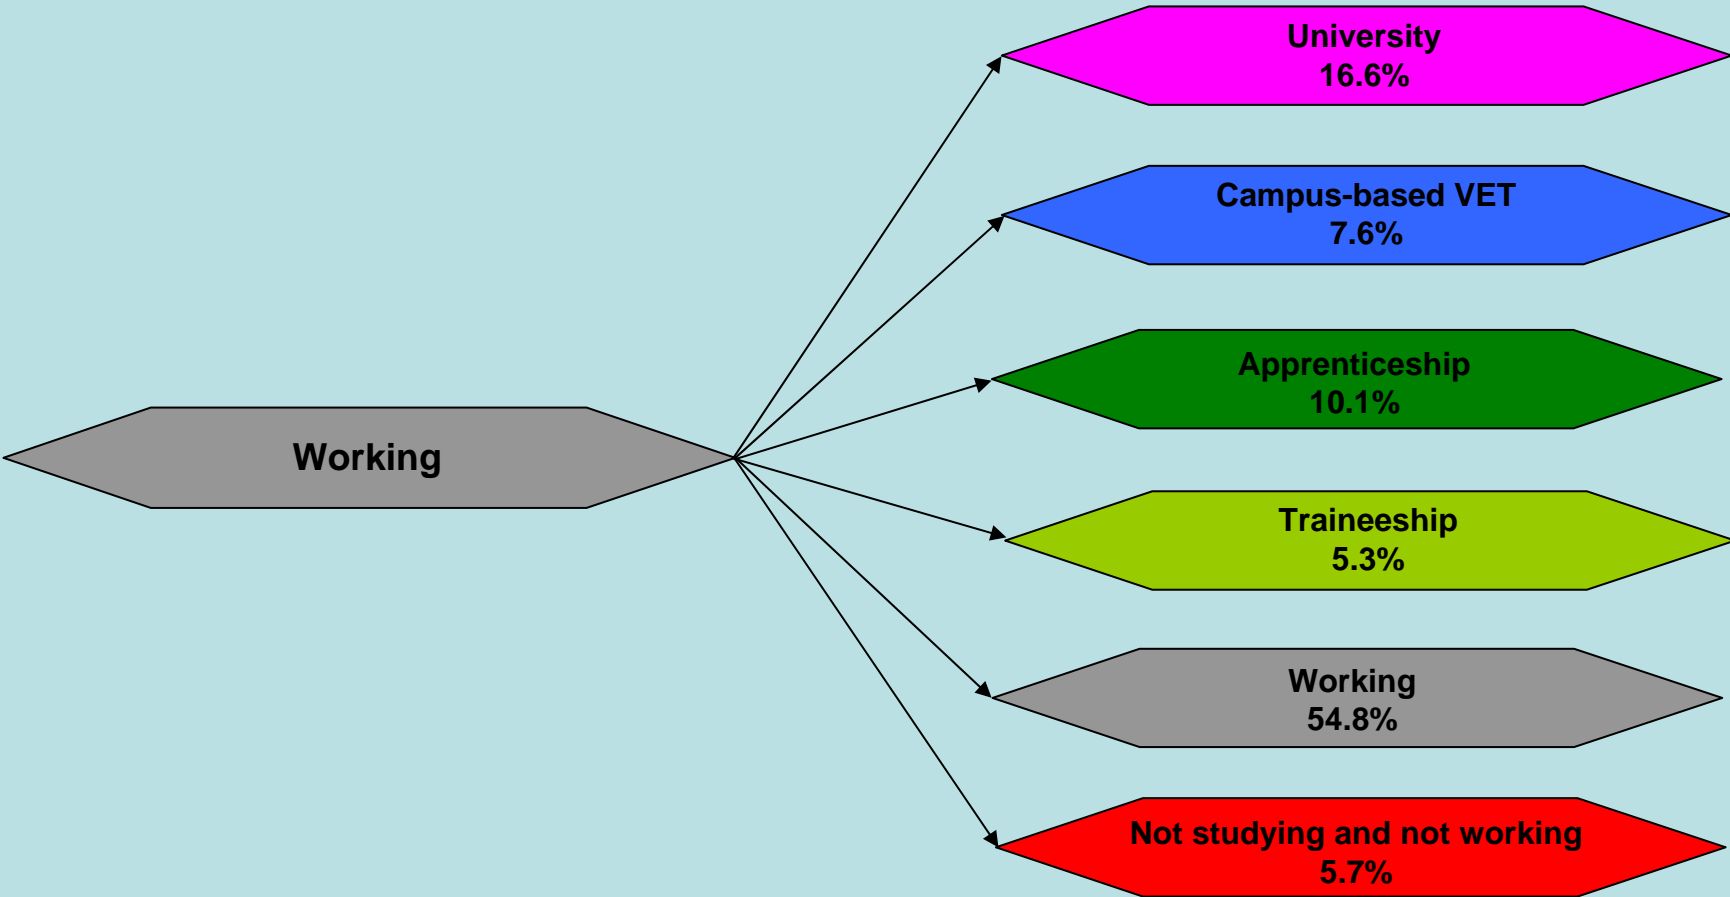 University
16.6%
Campus-based VET
7.6%
Apprenticeship
10.1%
Working
Traineeship
5.3%
Working
54.8%
Not studying and not working
5.7%